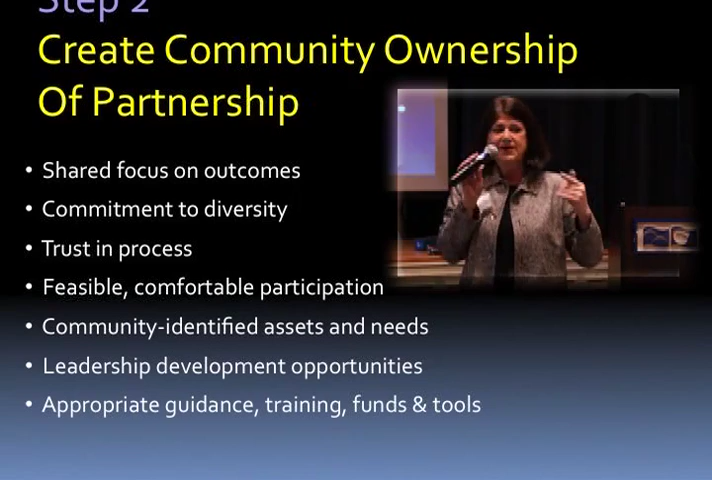 Step 2
Create Community Ownership
Of Partnership
• Shared focus on outcomes
• Commitment to diversity
• Trust in process
• Feasible, comfortable participation
• Community-identified assets and needs
• Leadership development opportunities
• Appropriate guidance, training, funds & tools